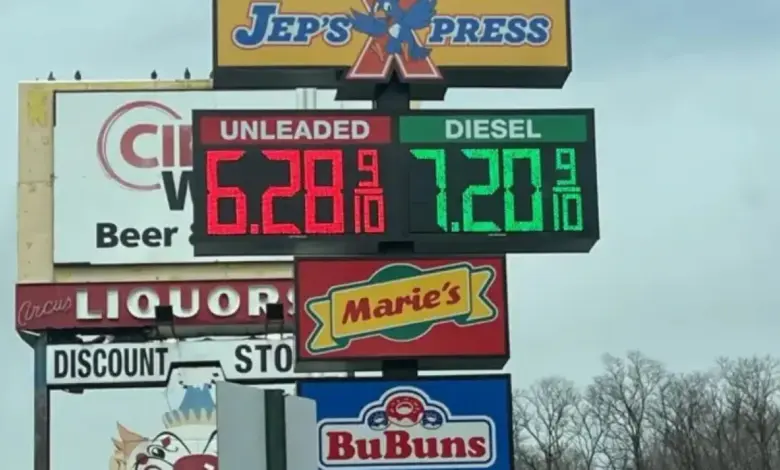 JEP'S XPRESS
UNLEADED DIESEL
6.28 9/10 7.20 9/10
CI
W
Beer
Circus LIQUORS
DISCOUNT STO
Marie's
BuBuns